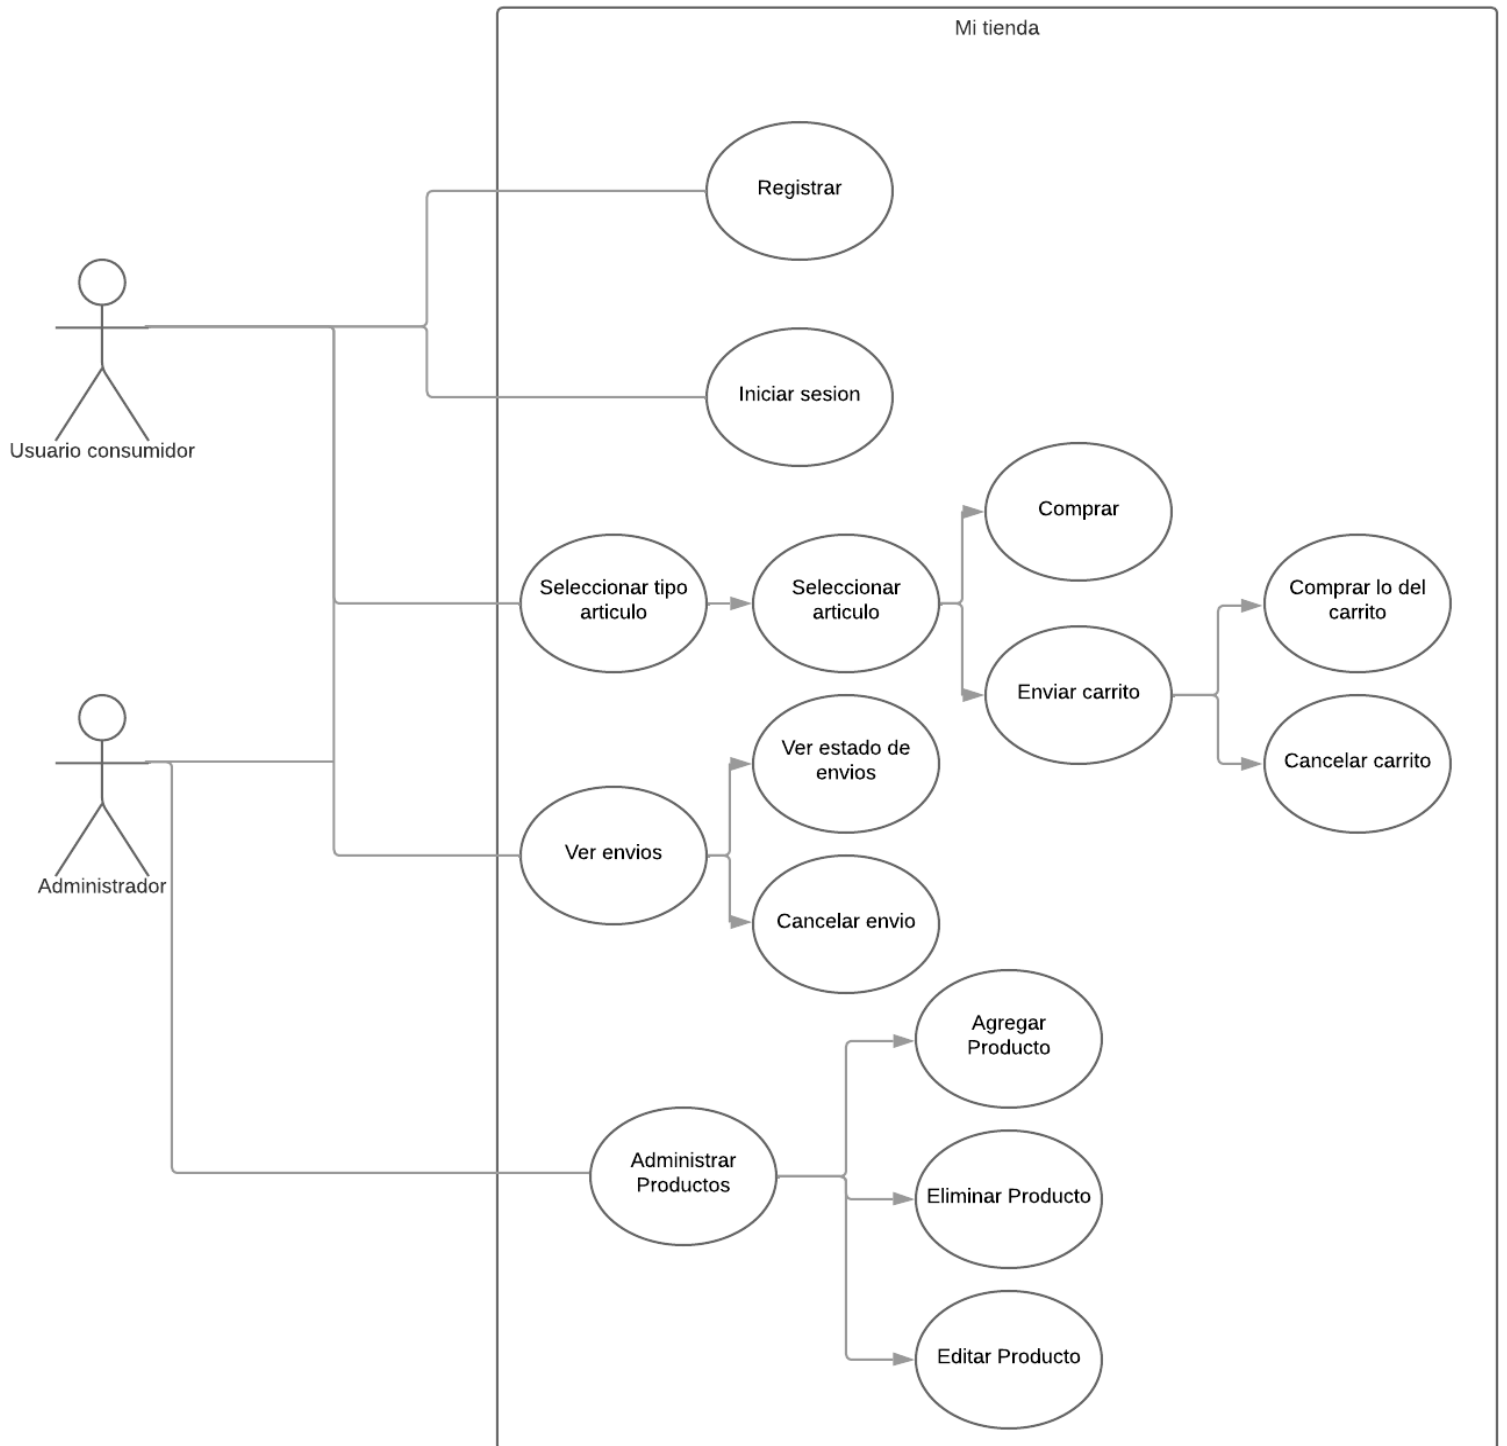 Mi tienda
Registrar
Usuario consumidor
Iniciar sesion
Seleccionar tipo
articulo
Seleccionar
articulo
Comprar
Enviar carrito
Comprar lo del
carrito
Cancelar carrito
Administrador
Ver envios
Ver estado de
envios
Cancelar envio
Administrar
Productos
Agregar
Producto
Eliminar Producto
Editar Producto